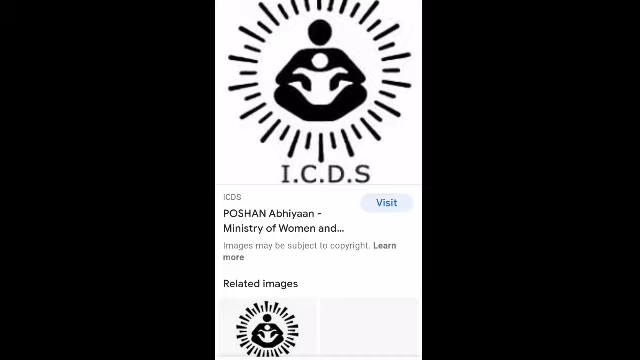 I.C.D.S
ICDS
Visit
POSHAN Abhiyaan -
Ministry of Women and...
Images may be subject to copyright. Learn
more
Related images